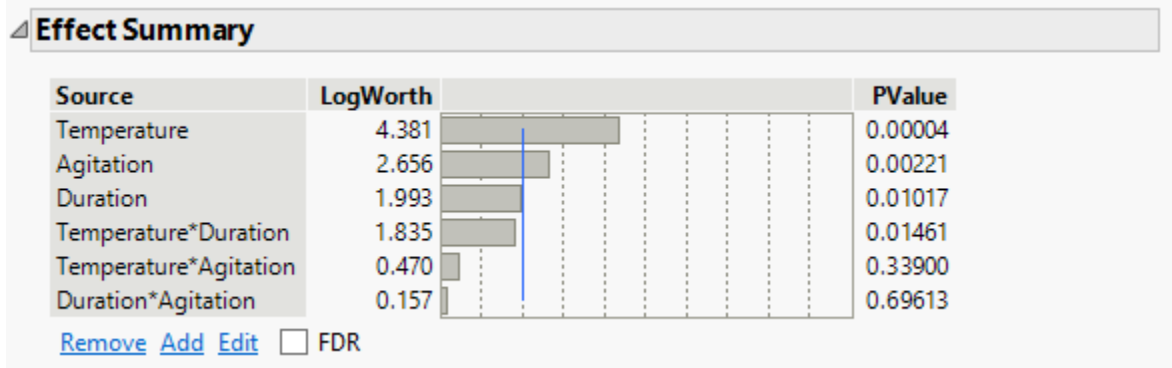 Effect Summary
Source LogWorth PValue
Temperature 4.381 0.00004
Agitation 2.656 0.00221
Duration 1.993 0.01017
Temperature*Duration 1.835 0.01461
Temperature*Agitation 0.470 0.33900
Duration*Agitation 0.157 0.69613
Remove Add Edit FDR